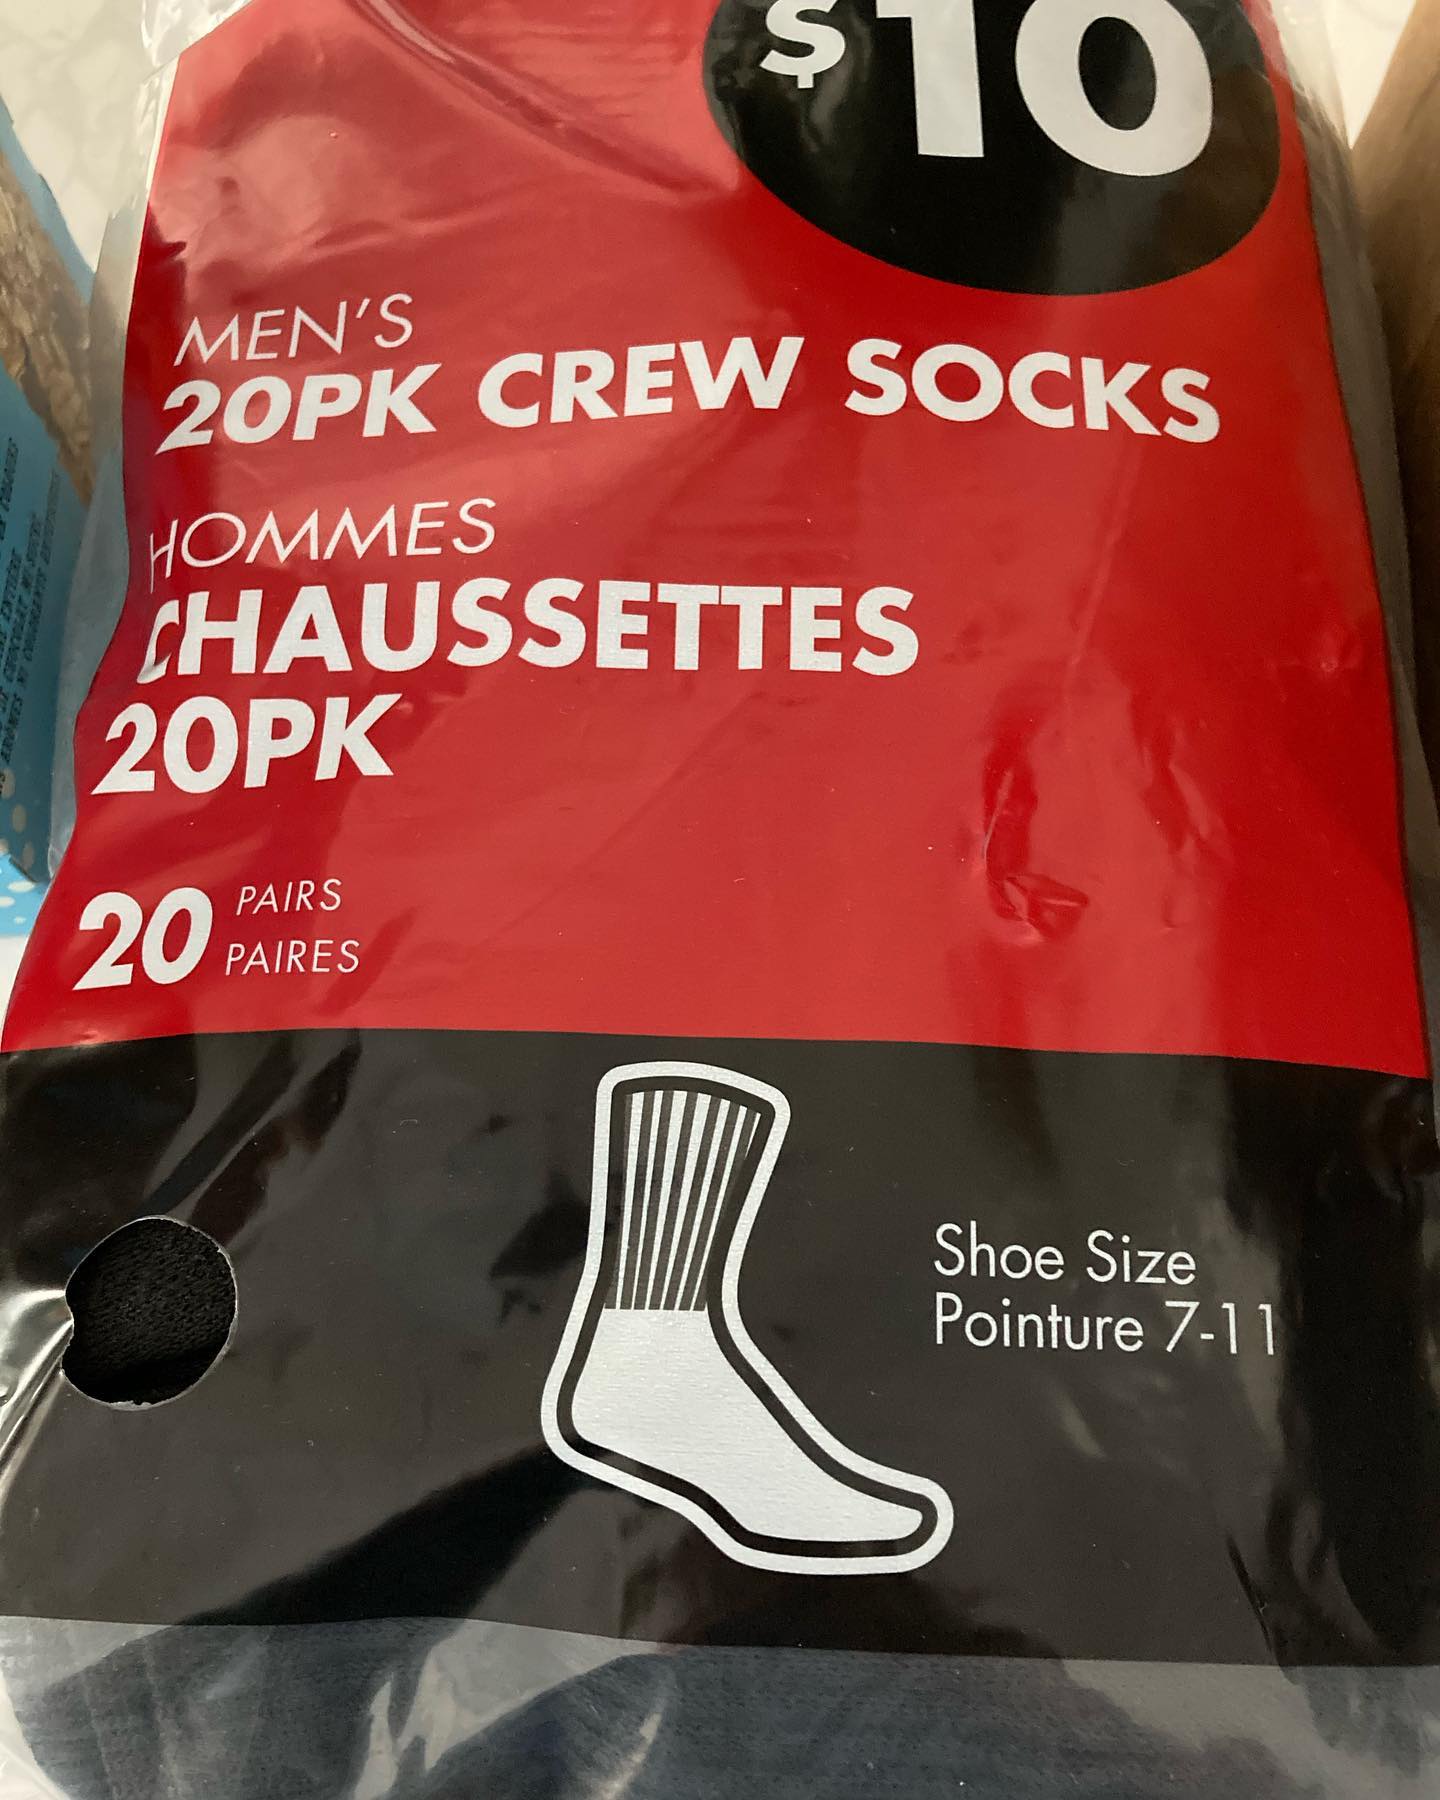 $10
MEN'S
20PK CREW SOCKS
HOMMES
CHAUSSETTES
20PK
20 PAIRS
PAIRES
Shoe Size
Pointure 7-11